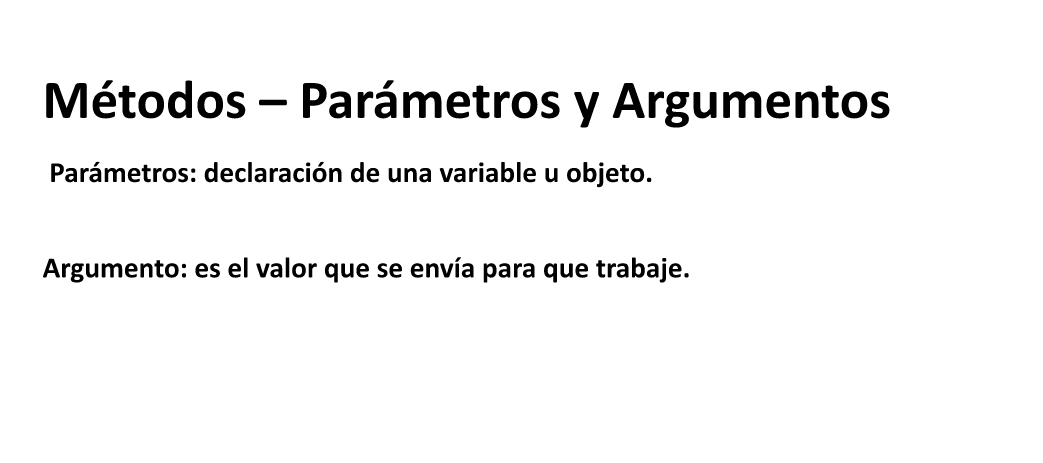 Métodos – Parámetros y Argumentos
Parámetros: declaración de una variable u objeto.
Argumento: es el valor que se envía para que trabaje.